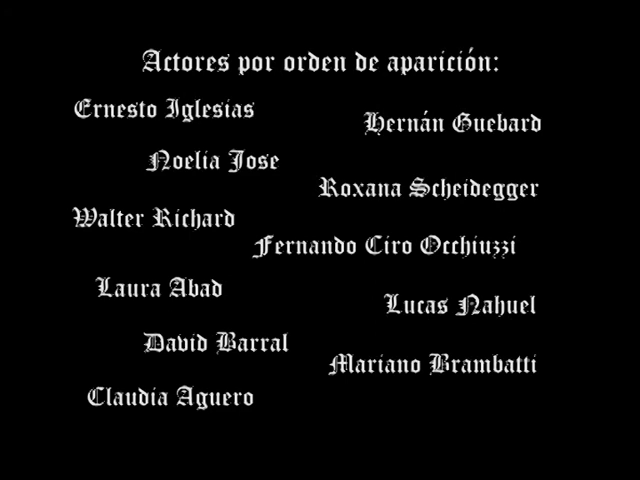 Actores por orden de aparición:
Ernesto Iglesias
Hernán Guebard
Noelia Jose
Roxana Scheidegger
Walter Richard
Fernando Ciro Occhiuzzi
Laura Abad
Lucas Nahuel
David Barral
Mariano Brambatti
Claudia Aguero